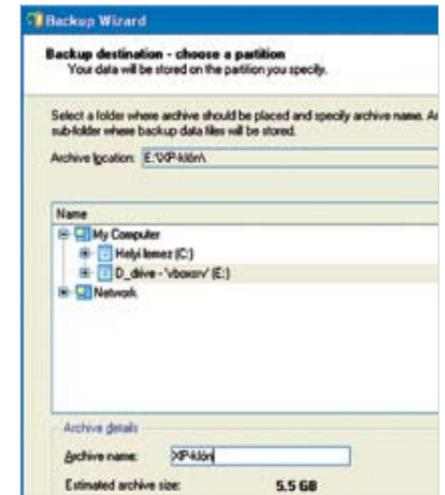 Backup Wizard
Backup destination - choose a partition
Your data will be stored on the partition you specify.
Select a folder where archive should be placed and specify archive name. Ar
sub-folder where backup data files will be stored.
Archive location: E:\XP-klón\
Name
My Computer
Helyi lemez (C:)
D_drive - 'vboxsrv' (E:)
Network
Archive details
Archive name: XP-klón
Estimated archive size: 5.5 GB